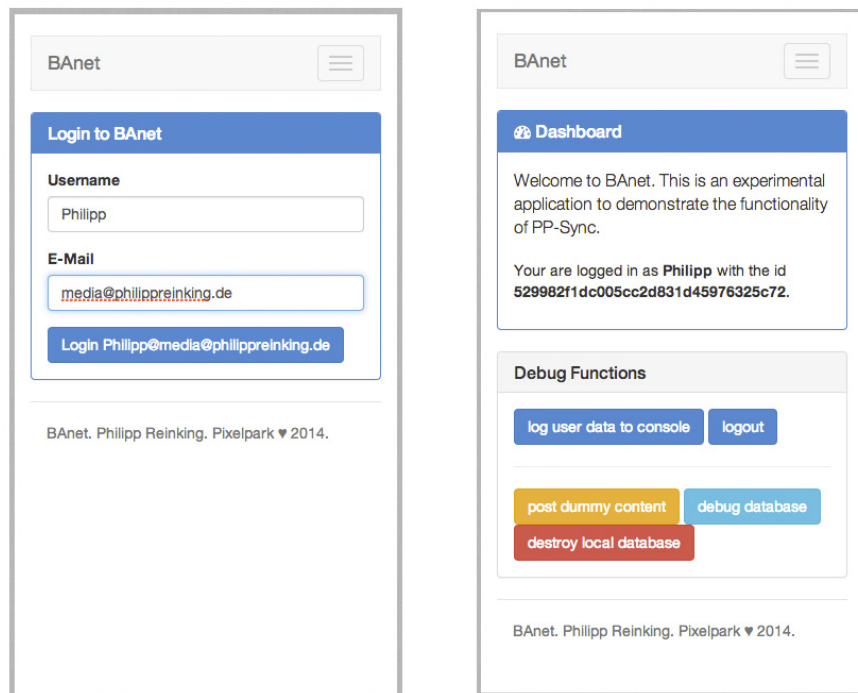 BAnet
Login to BAnet
Username
Philipp
E-Mail
media@philippreinking.de
Login Philipp@media@philippreinking.de
BAnet. Philipp Reinking. Pixelpark ♥ 2014.
BAnet
Dashboard
Welcome to BAnet. This is an experimental
application to demonstrate the functionality
of PP-Sync.
Your are logged in as Philipp with the id
529982f1dc005cc2d831d45976325c72.
Debug Functions
log user data to console
logout
post dummy content
debug database
destroy local database
BAnet. Philipp Reinking. Pixelpark ♥ 2014.